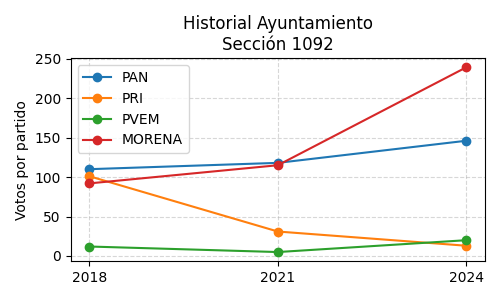 Historial Ayuntamiento
Sección 1092
Votos por partido
250
200
150
100
50
0
PAN
PRI
PVEM
MORENA
2018
2021
2024